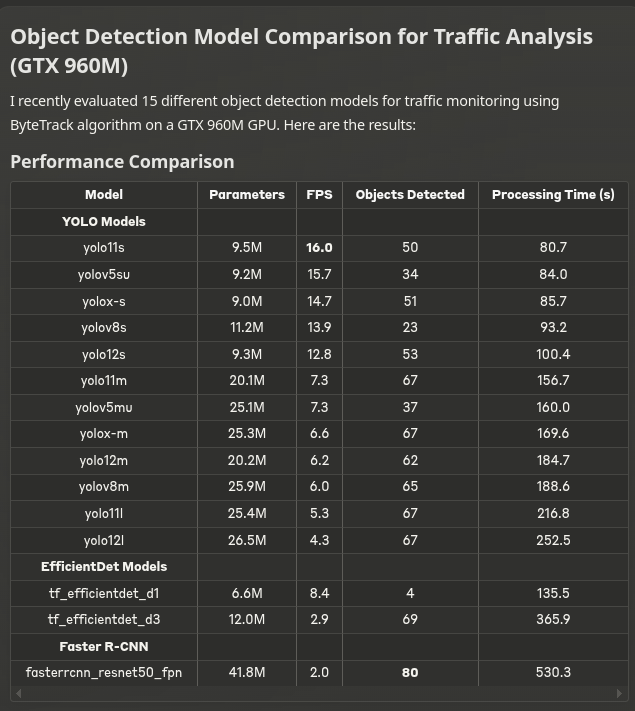 Object Detection Model Comparison for Traffic Analysis
(GTX 960M)
I recently evaluated 15 different object detection models for traffic monitoring using
ByteTrack algorithm on a GTX 960M GPU. Here are the results:
Performance Comparison
Model Parameters FPS Objects Detected Processing Time (s)
YOLO Models
yolo11s 9.5M 16.0 50 80.7
yolov5su 9.2M 15.7 34 84.0
yolox-s 9.0M 14.7 51 85.7
yolov8s 11.2M 13.9 23 93.2
yolo12s 9.3M 12.8 53 100.4
yolo11m 20.1M 7.3 67 156.7
yolov5mu 25.1M 7.3 37 160.0
yolox-m 25.3M 6.6 67 169.6
yolo12m 20.2M 6.2 62 184.7
yolov8m 25.9M 6.0 65 188.6
yolo11l 25.4M 5.3 67 216.8
yolo12l 26.5M 4.3 67 252.5
EfficientDet Models
tf_efficientdet_d1 6.6M 8.4 4 135.5
tf_efficientdet_d3 12.0M 2.9 69 365.9
Faster R-CNN
fasterrcnn_resnet50_fpn 41.8M 2.0 80 530.3